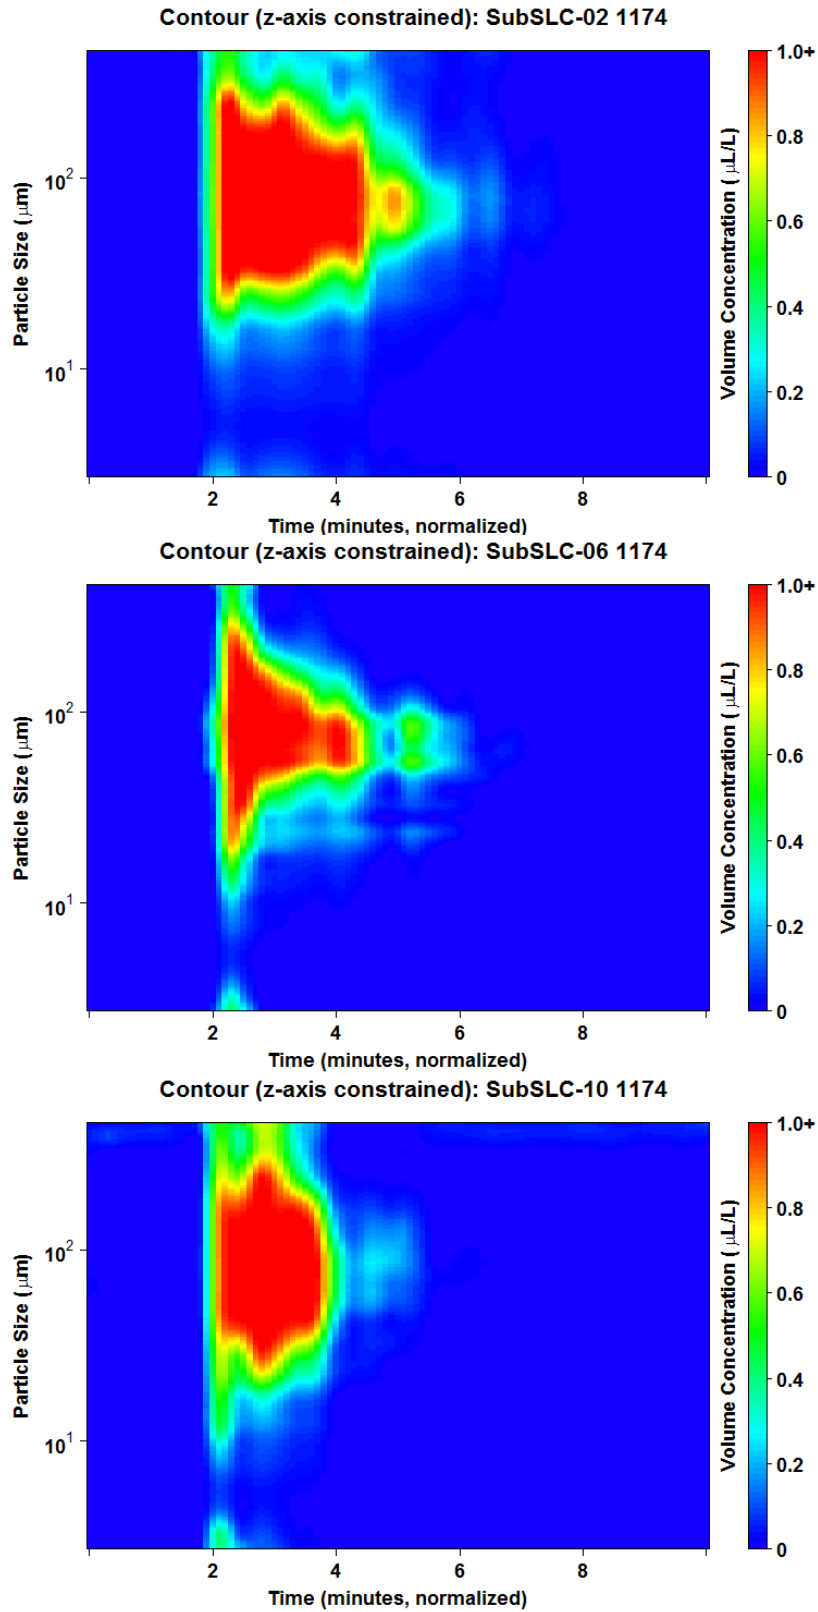 Contour (z-axis constrained): SubSLC-02 1174
Particle Size (μm)
10²
10¹
2 4 6 8
Time (minutes, normalized)
Volume Concentration ( μL/L)
1.0+
0.8
0.6
0.4
0.2
0
Contour (z-axis constrained): SubSLC-06 1174
Particle Size (μm)
10²
10¹
2 4 6 8
Time (minutes, normalized)
Volume Concentration ( μL/L)
1.0+
0.8
0.6
0.4
0.2
0
Contour (z-axis constrained): SubSLC-10 1174
Particle Size (μm)
10²
10¹
2 4 6 8
Time (minutes, normalized)
Volume Concentration ( μL/L)
1.0+
0.8
0.6
0.4
0.2
0